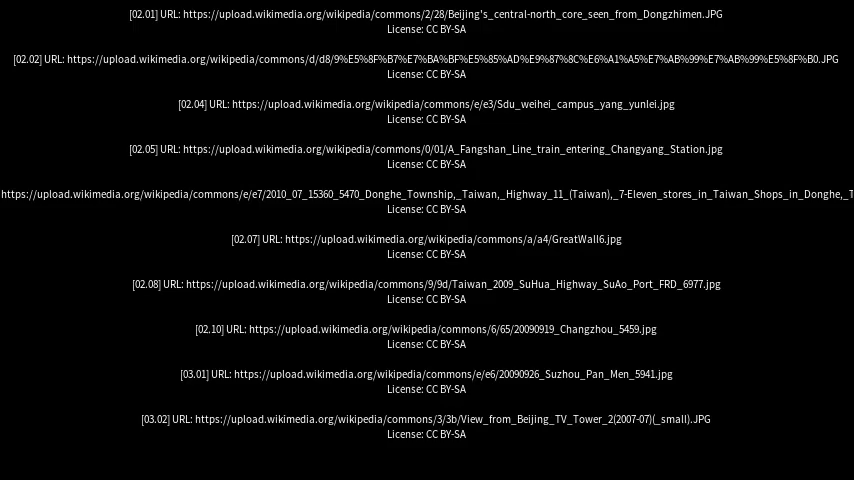 [02.01] URL: https://upload.wikimedia.org/wikipedia/commons/2/28/Beijing's_central-north_core_seen_from_Dongzhimen.JPG
License: CC BY-SA
[02.02] URL: https://upload.wikimedia.org/wikipedia/commons/d/d8/9%E5%8F%B7%E7%BA%BF%E5%85%AD%E9%87%8C%E6%A1%A5%E7%AB%99%E7%AB%99%E5%8F%B0.JPG
License: CC BY-SA
[02.04] URL: https://upload.wikimedia.org/wikipedia/commons/e/e3/Sdu_weihei_campus_yang_yunlei.jpg
License: CC BY-SA
[02.05] URL: https://upload.wikimedia.org/wikipedia/commons/0/01/A_Fangshan_Line_train_entering_Changyang_Station.jpg
License: CC BY-SA
https://upload.wikimedia.org/wikipedia/commons/e/e7/2010_07_15360_5470_Donghe_Township,_Taiwan,_Highway_11_(Taiwan),_7-Eleven_stores_in_Taiwan_Shops_in_Donghe,_T
License: CC BY-SA
[02.07] URL: https://upload.wikimedia.org/wikipedia/commons/a/a4/GreatWall6.jpg
License: CC BY-SA
[02.08] URL: https://upload.wikimedia.org/wikipedia/commons/9/9d/Taiwan_2009_SuHua_Highway_SuAo_Port_FRD_6977.jpg
License: CC BY-SA
[02.10] URL: https://upload.wikimedia.org/wikipedia/commons/6/65/20090919_Changzhou_5459.jpg
License: CC BY-SA
[03.01] URL: https://upload.wikimedia.org/wikipedia/commons/e/e6/20090926_Suzhou_Pan_Men_5941.jpg
License: CC BY-SA
[03.02] URL: https://upload.wikimedia.org/wikipedia/commons/3/3b/View_from_Beijing_TV_Tower_2(2007-07)(_small).JPG
License: CC BY-SA